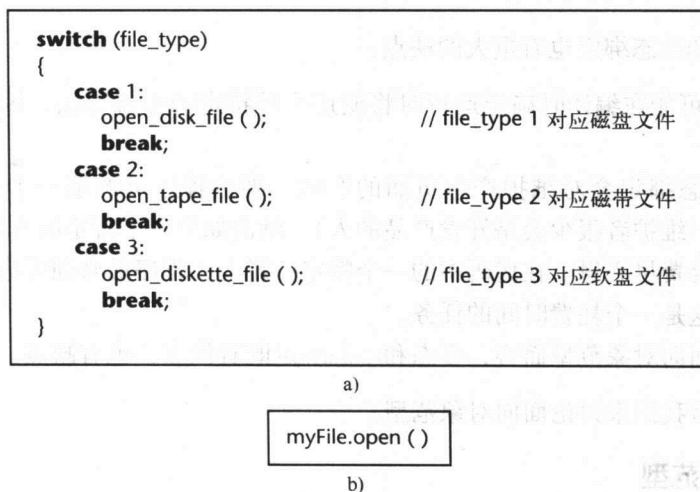 switch (file_type)
{
case 1:
open_disk_file ( ); // file_type 1 对应磁盘文件
break;
case 2:
open_tape_file ( ); // file_type 2 对应磁带文件
break;
case 3:
open_diskette_file ( ); // file_type 3 对应软盘文件
break;
}
a)
myFile.open ( )
b)